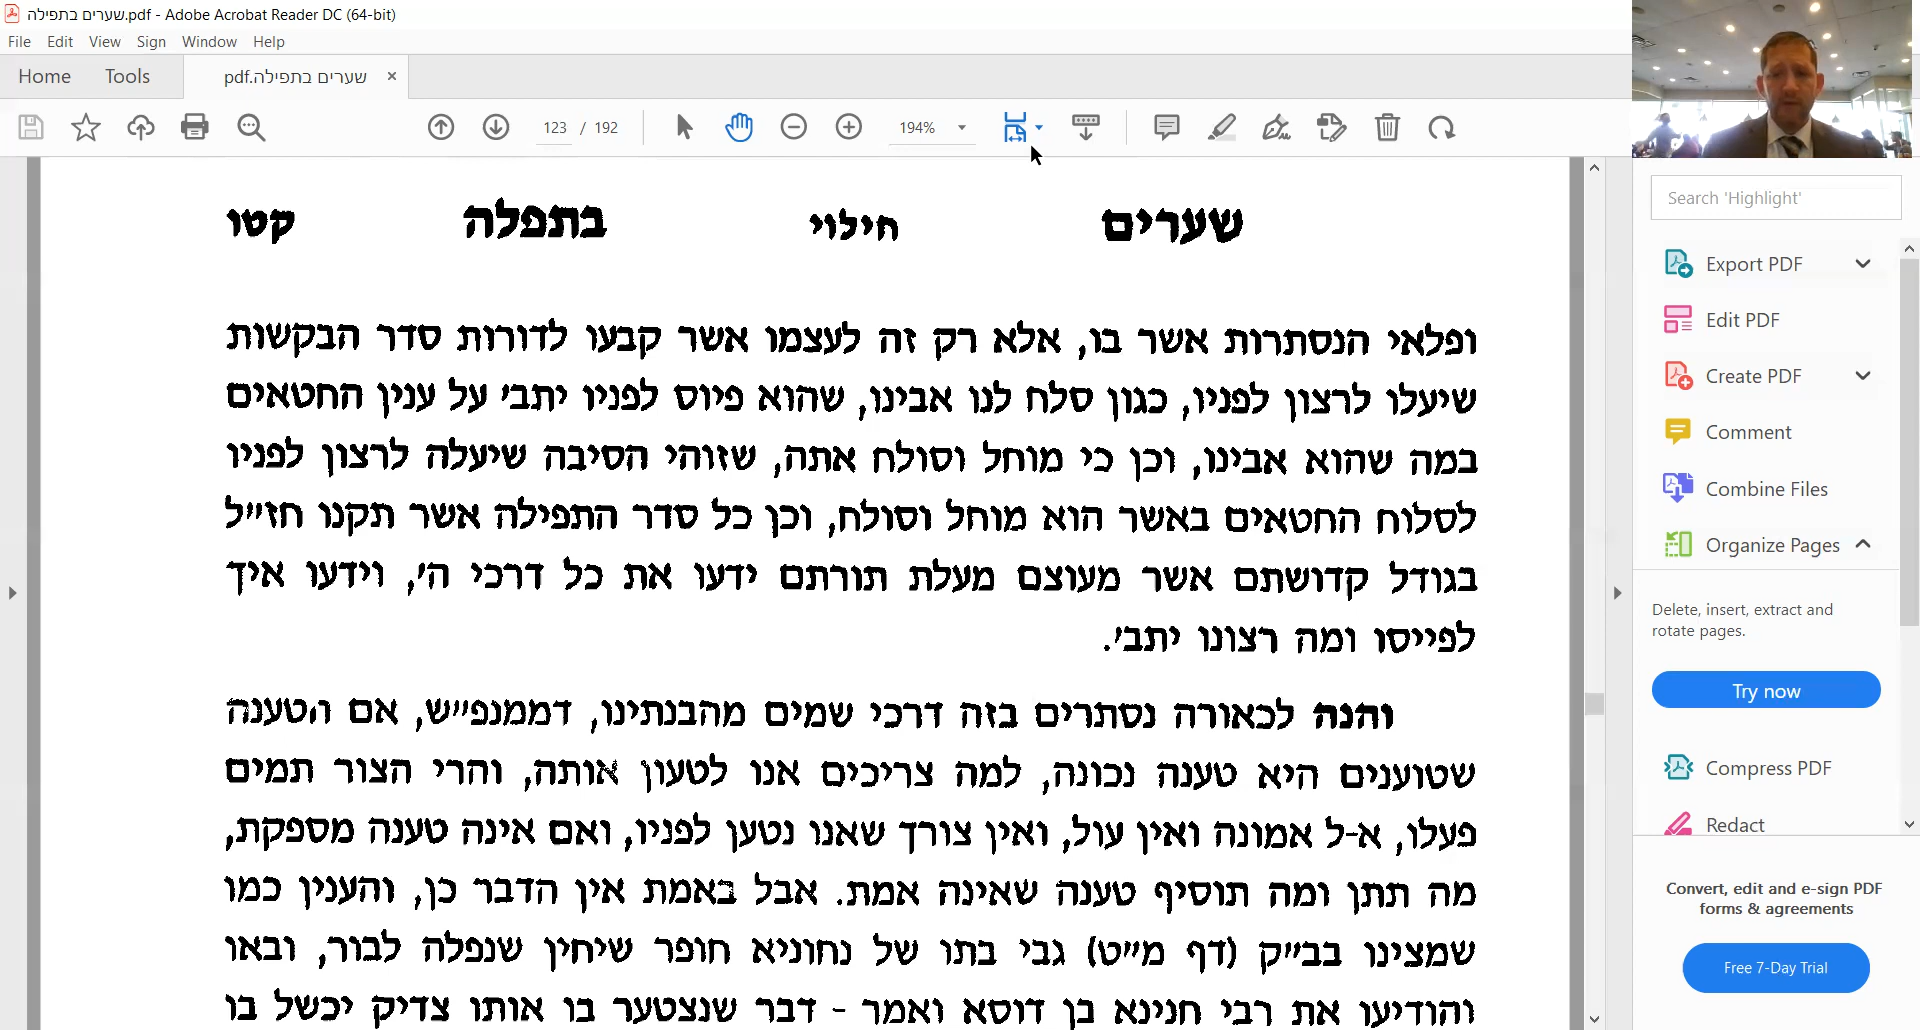 שערים בתפילה.pdf - Adobe Acrobat Reader DC (64-bit)
File Edit View Sign Window Help
Home Tools שערים בתפילה.pdf ×
123 / 192 194%
שערים חילוי בתפלה קטו
ופלאי הנסתרות אשר בו, אלא רק זה לעצמו אשר קבעו לדורות סדר הבקשות
שיעלו לרצון לפניו, כגון סלח לנו אבינו, שהוא פיוס לפניו יתב׳ על ענין החטאים
במה שהוא אבינו, וכן כי מוחל וסולח אתה, שזוהי הסיבה שיעלה לרצון לפניו
לסלוח החטאים באשר הוא מוחל וסולח, וכן כל סדר התפילה אשר תקנו חז״ל
בגודל קדושתם אשר מעוצם מעלת תורתם ידעו את כל דרכי ה׳, וידעו איך
לפייסו ומה רצונו יתב׳.
והנה לכאורה נסתרים בזה דרכי שמים מהבנתינו, דממנפ״ש, אם הטענה
שטוענים היא טענה נכונה, למה צריכים אנו לטעון אותה, והרי הצור תמים
פעלו, א-ל אמונה ואין עול, ואין צורך שאנו נטען לפניו, ואם אינה טענה מספקת,
מה תתן ומה תוסיף טענה שאינה אמת. אבל באמת אין הדבר כן, והענין כמו
שמצינו בב״ק (דף מ״ט) גבי בתו של נחוניא חופר שיחין שנפלה לבור, ובאו
והודיעו את רבי חנינא בן דוסא ואמר - דבר שנצטער בו אותו צדיק יכשל בו
Search 'Highlight'
Export PDF
Edit PDF
Create PDF
Comment
Combine Files
Organize Pages
Delete, insert, extract and
rotate pages.
Try now
Compress PDF
Redact
Convert, edit and e-sign PDF
forms & agreements
Free 7-Day Trial